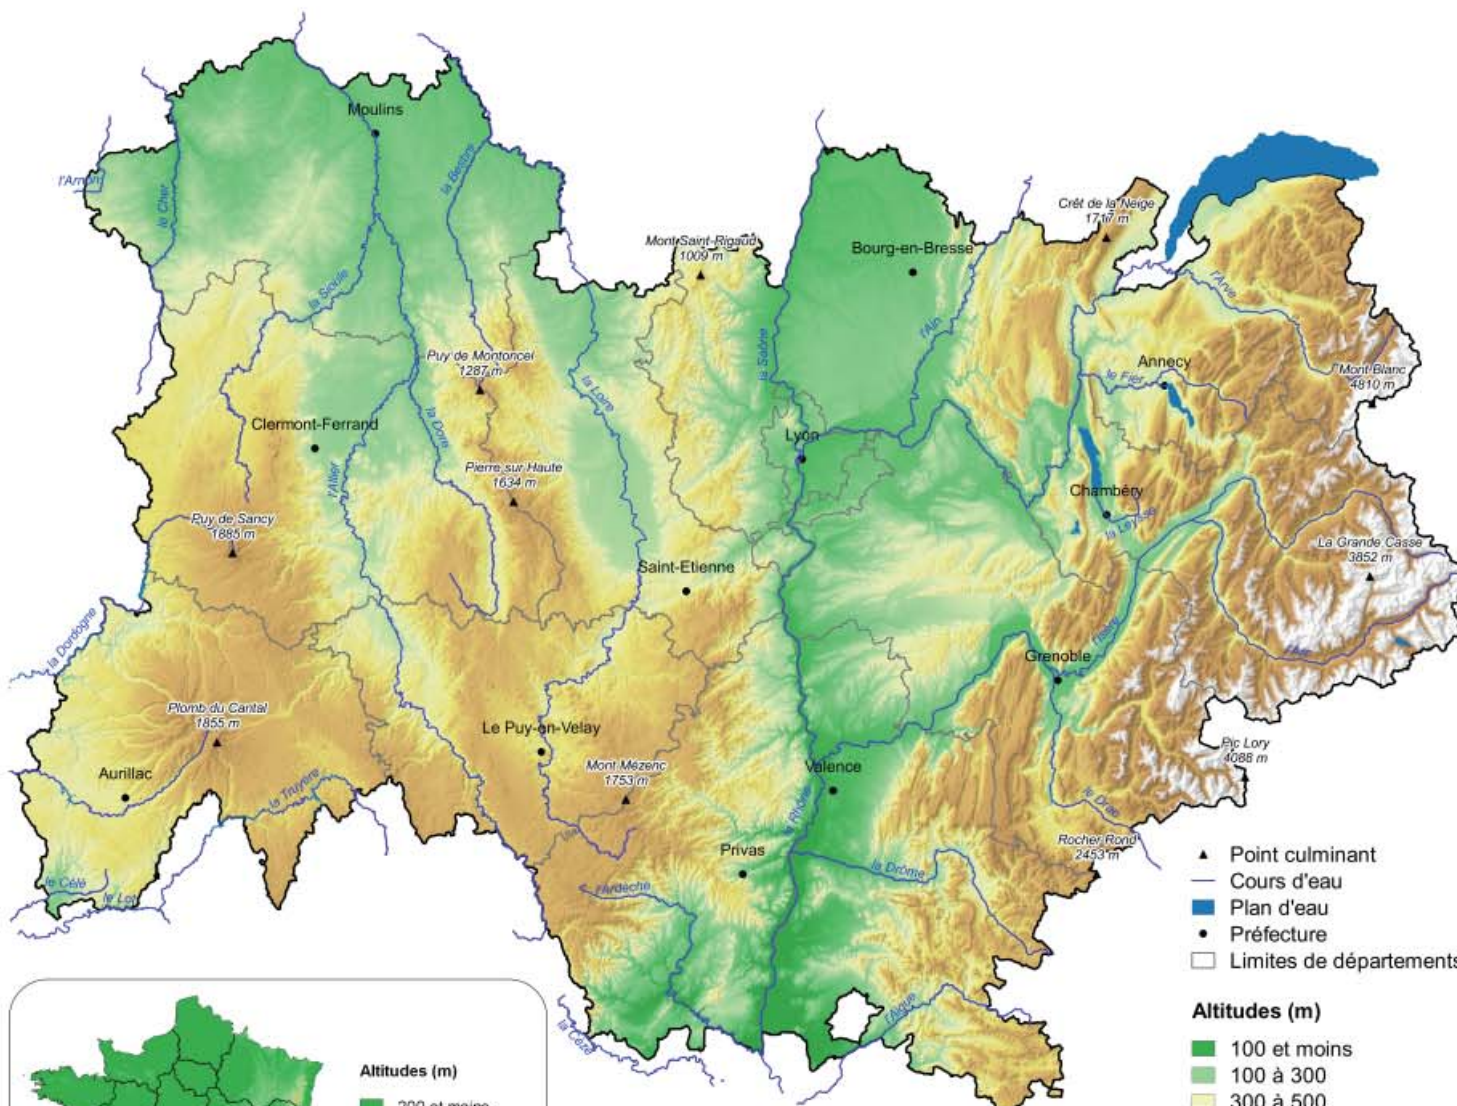 Moulins
l'Arnon
le Cher
la Besbre
Crêt de la Neige
1717 m
Mont Saint-Rigaud
1009 m
Bourg-en-Bresse
l'Arve
la Sioule
l'Ain
la Saône
Puy de Montoncel
1287 m
Annecy
le Fier
Mont Blanc
4810 m
la Loire
Clermont-Ferrand
la Dore
Lyon
l'Allier
Pierre sur Haute
1634 m
Chambéry
la Leysse
Puy de Sancy
1885 m
La Grande Casse
3852 m
Saint-Etienne
la Dordogne
l'Isère
Grenoble
l'Arc
Plomb du Cantal
1855 m
Le Puy-en-Velay
Pic Lory
4088 m
Mont Mézenc
1753 m
Valence
Aurillac
la Truyère
le Rhône
le Drac
Rocher Rond
2453 m
Privas
la Drôme
le Célé
le Lot
l'Ardèche
l'Aigue
la Cèze
Point culminant
Cours d'eau
Plan d'eau
Préfecture
Limites de départements
Altitudes (m)
100 et moins
100 à 300
300 à 500
Altitudes (m)
200 et moins